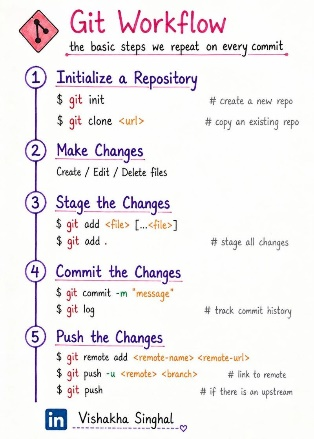 Git Workflow
the basic steps we repeat on every commit
1 Initialize a Repository
$ git init # create a new repo
$ git clone <url> # copy an existing repo
2 Make Changes
Create / Edit / Delete files
3 Stage the Changes
$ git add <file> [...<file>]
$ git add . # stage all changes
4 Commit the Changes
$ git commit -m "message"
$ git log # track commit history
5 Push the Changes
$ git remote add <remote-name> <remote-url>
$ git push -u <remote> <branch> # link to remote
$ git push # if there is an upstream
in Vishakha Singhal